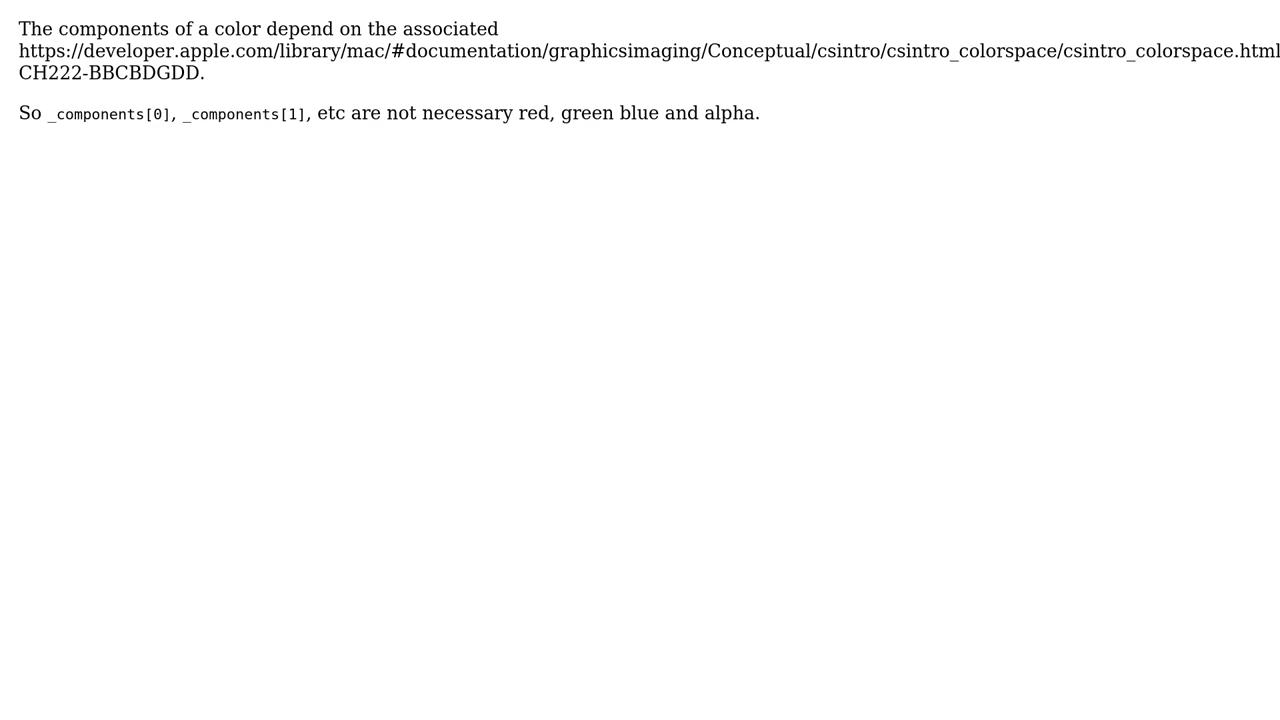 The components of a color depend on the associated
https://developer.apple.com/library/mac/#documentation/graphicsimaging/Conceptual/csintro/csintro_colorspace/csintro_colorspace.html
CH222-BBCBDGDD.
So _components[0], _components[1], etc are not necessary red, green blue and alpha.